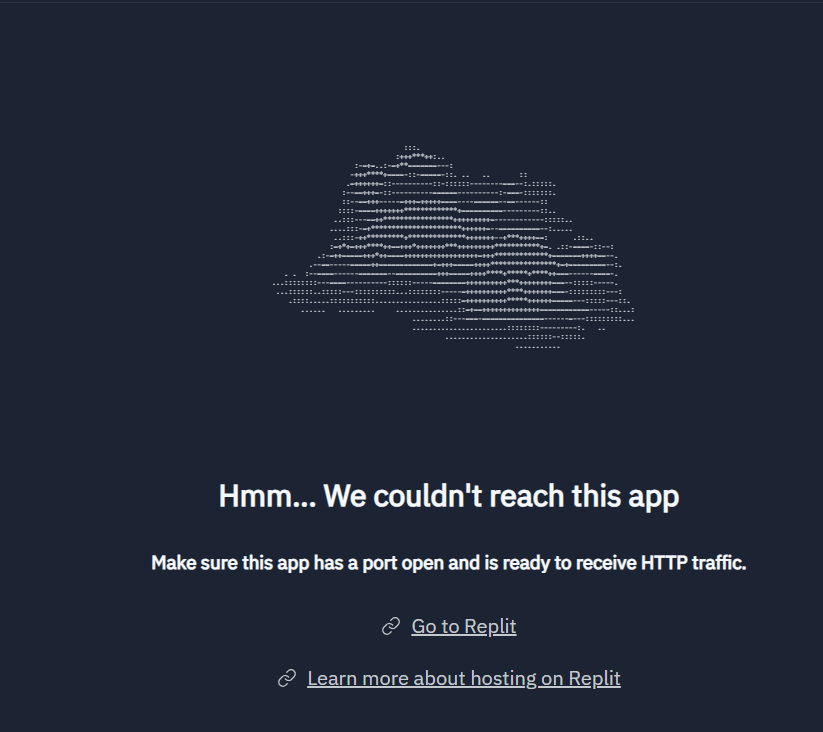 Hmm... We couldn't reach this app
Make sure this app has a port open and is ready to receive HTTP traffic.
Go to Replit
Learn more about hosting on Replit